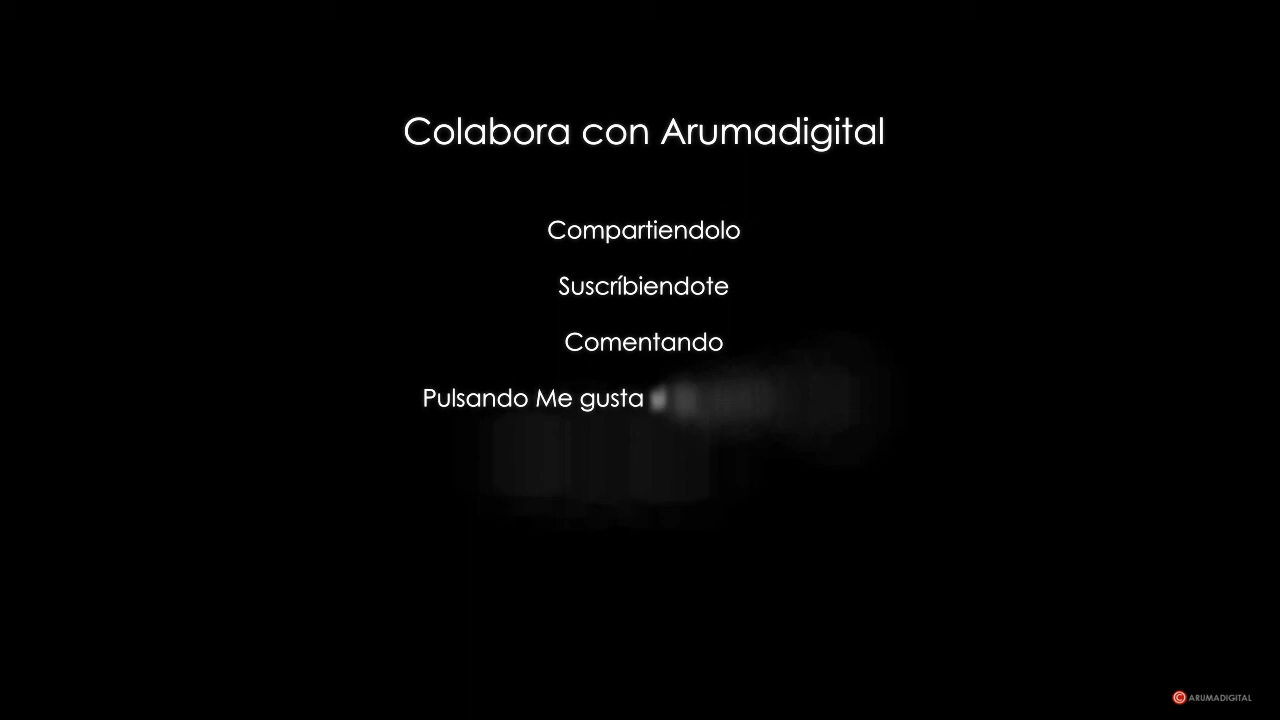 Colabora con Arumadigital
Compartiendolo
Suscríbiendote
Comentando
Pulsando Me gusta
© ARUMADIGITAL